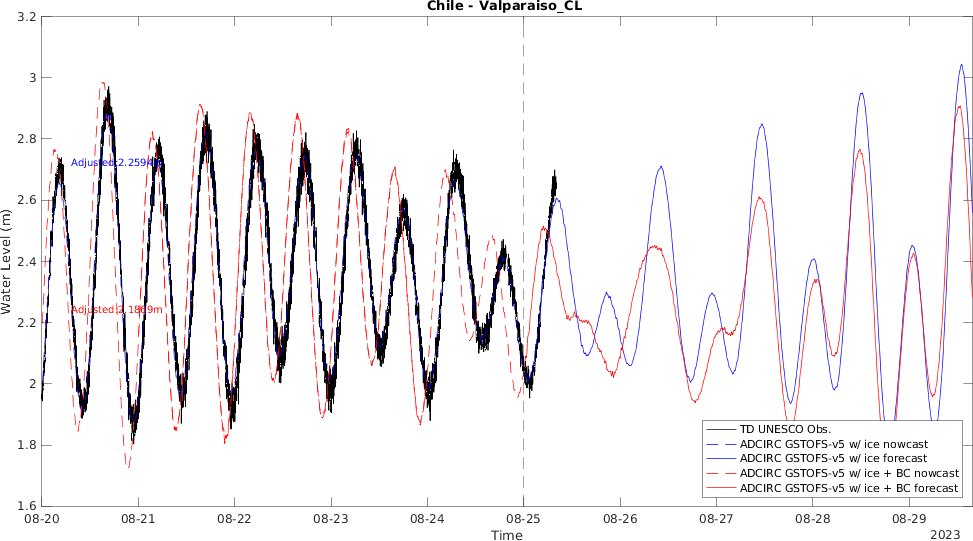 Chile - Valparaiso_CL
3.2
3
2.8
2.6
2.4
2.2
2
1.8
1.6
Water Level (m)
Adjusted 2.2594m
Adjusted 2.1869m
TD UNESCO Obs.
ADCIRC GSTOFS-v5 w/ ice nowcast
ADCIRC GSTOFS-v5 w/ ice forecast
ADCIRC GSTOFS-v5 w/ ice + BC nowcast
ADCIRC GSTOFS-v5 w/ ice + BC forecast
08-20 08-21 08-22 08-23 08-24 08-25 08-26 08-27 08-28 08-29
Time
2023